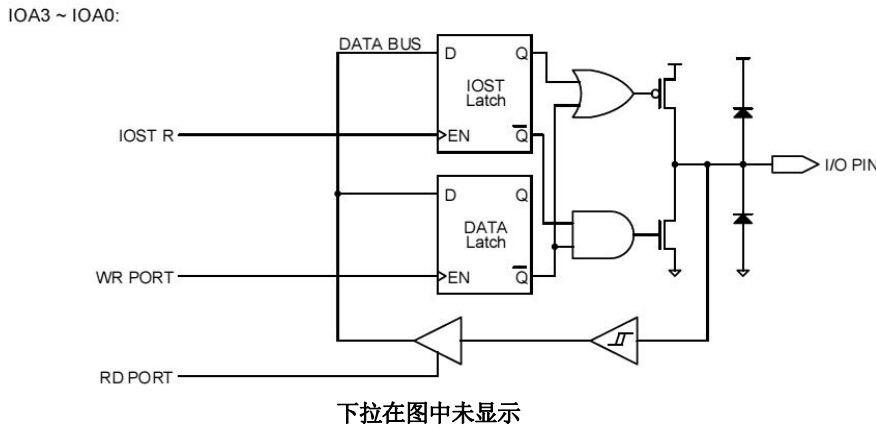 IOA3 ~ IOA0:
DATA BUS
D
Q
IOST
Latch
IOST R
EN
Q
D
Q
DATA
Latch
WR PORT
EN
Q
I/O PIN
RD PORT
下拉在图中未显示